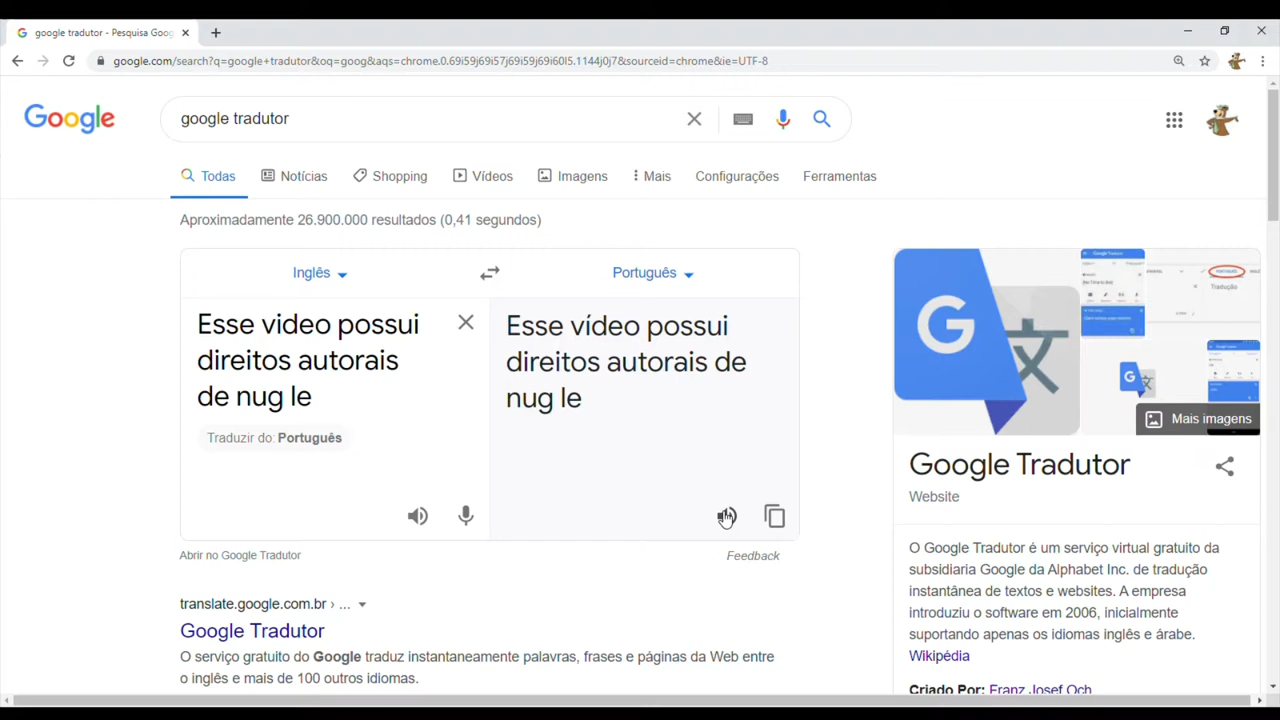 google tradutor - Pesquisa Goog
google.com/search?q=google+tradutor&oq=goog&aqs=chrome.0.69i59j69i57j69i59j69i60l5.1144j0j7&sourceid=chrome&ie=UTF-8
Google
google tradutor
Todas Notícias Shopping Vídeos Imagens Mais Configurações Ferramentas
Aproximadamente 26.900.000 resultados (0,41 segundos)
Inglês Português
Esse video possui
direitos autorais
de nug le
Traduzir do: Português
Esse vídeo possui
direitos autorais de
nug le
Abrir no Google Tradutor
Feedback
translate.google.com.br › ...
Google Tradutor
O serviço gratuito do Google traduz instantaneamente palavras, frases e páginas da Web entre
o inglês e mais de 100 outros idiomas.
G 文
Tradução
Mais imagens
Google Tradutor
Website
O Google Tradutor é um serviço virtual gratuito da
subsidiaria Google da Alphabet Inc. de tradução
instantânea de textos e websites. A empresa
introduziu o software em 2006, inicialmente
suportando apenas os idiomas inglês e árabe.
Wikipédia
Criado Por: Franz Josef Och